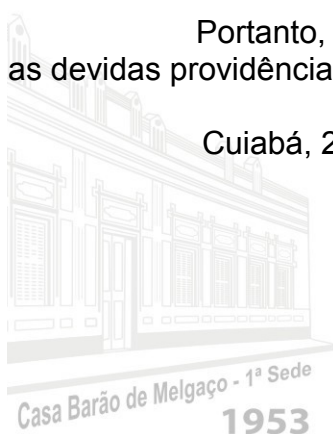 Portanto,
as devidas providência
Cuiabá, 2
Casa Barão de Melgaço - 1ª Sede
1953